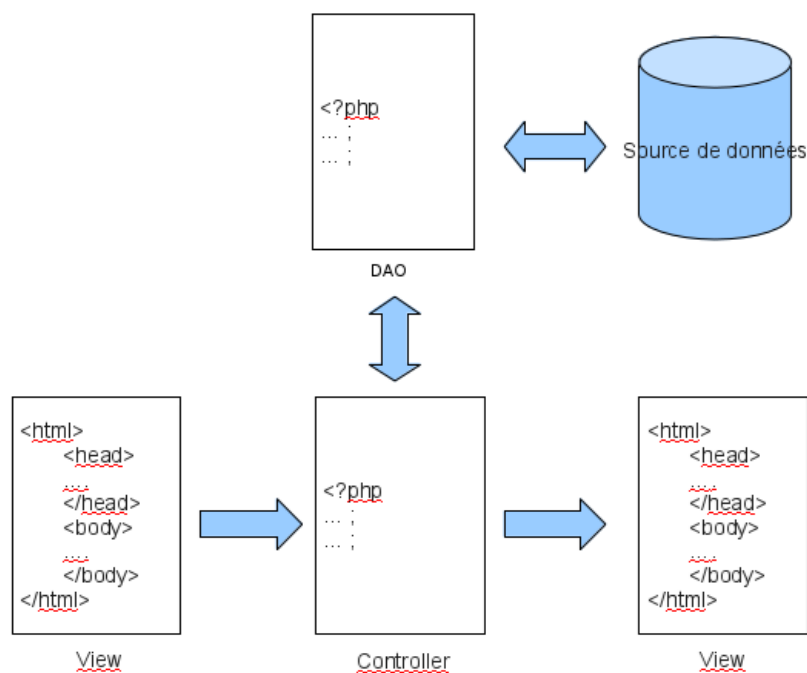 <?php
... ;
... ;
Source de données
DAO
<html>
<head>
....
</head>
<body>
....
</body>
</html>
View
<?php
... ;
... ;
Controller
<html>
<head>
....
</head>
<body>
....
</body>
</html>
View